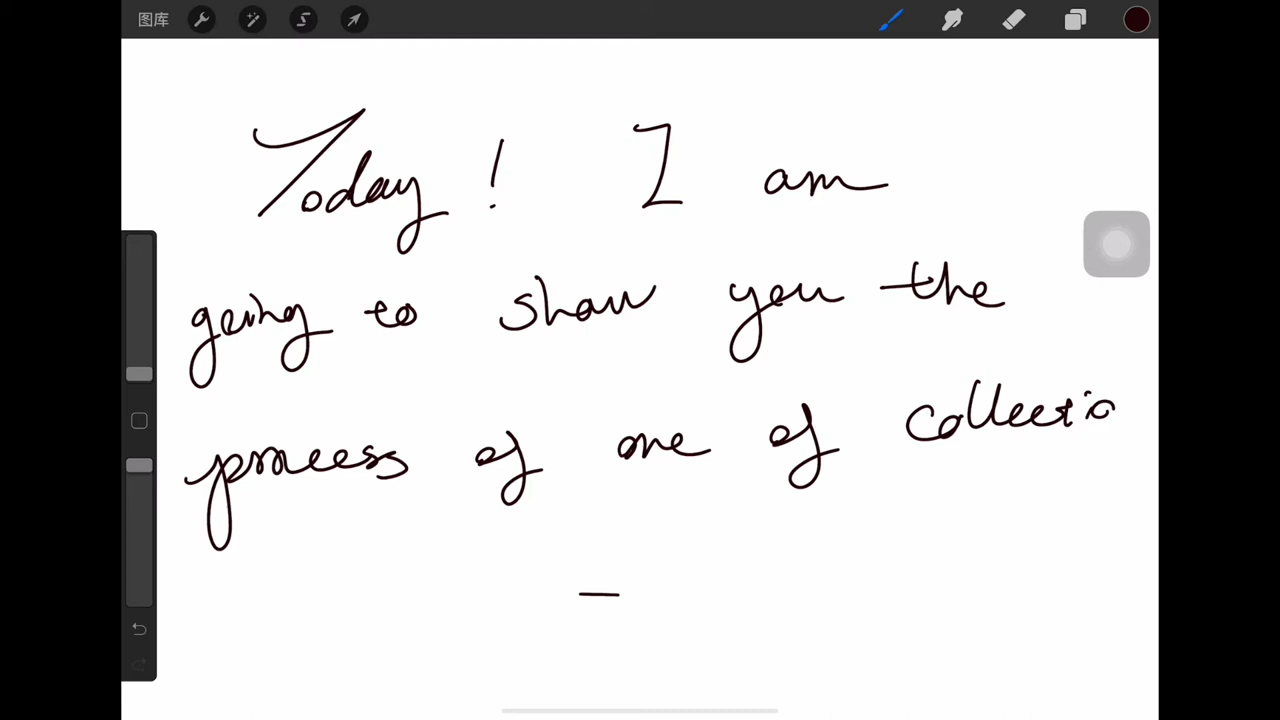 图库
Today! I am
going to show you the
process of one of collectio
—